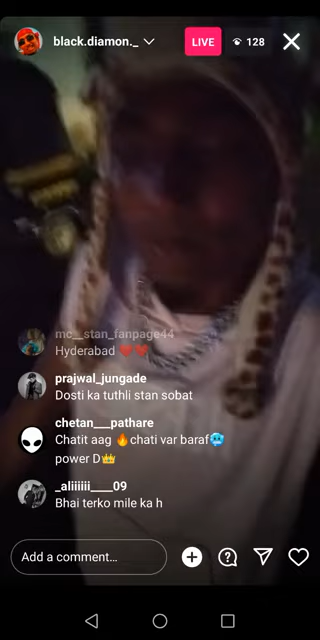 black.diamon._
LIVE
128
mc__stan_fanpage44
Hyderabad ❤️❤️
prajwal_jungade
Dosti ka tuthli stan sobat
chetan___pathare
Chatit aag 🔥chati var baraf🥶
power D👑
_aliiiiii____09
Bhai terko mile ka h
Add a comment...